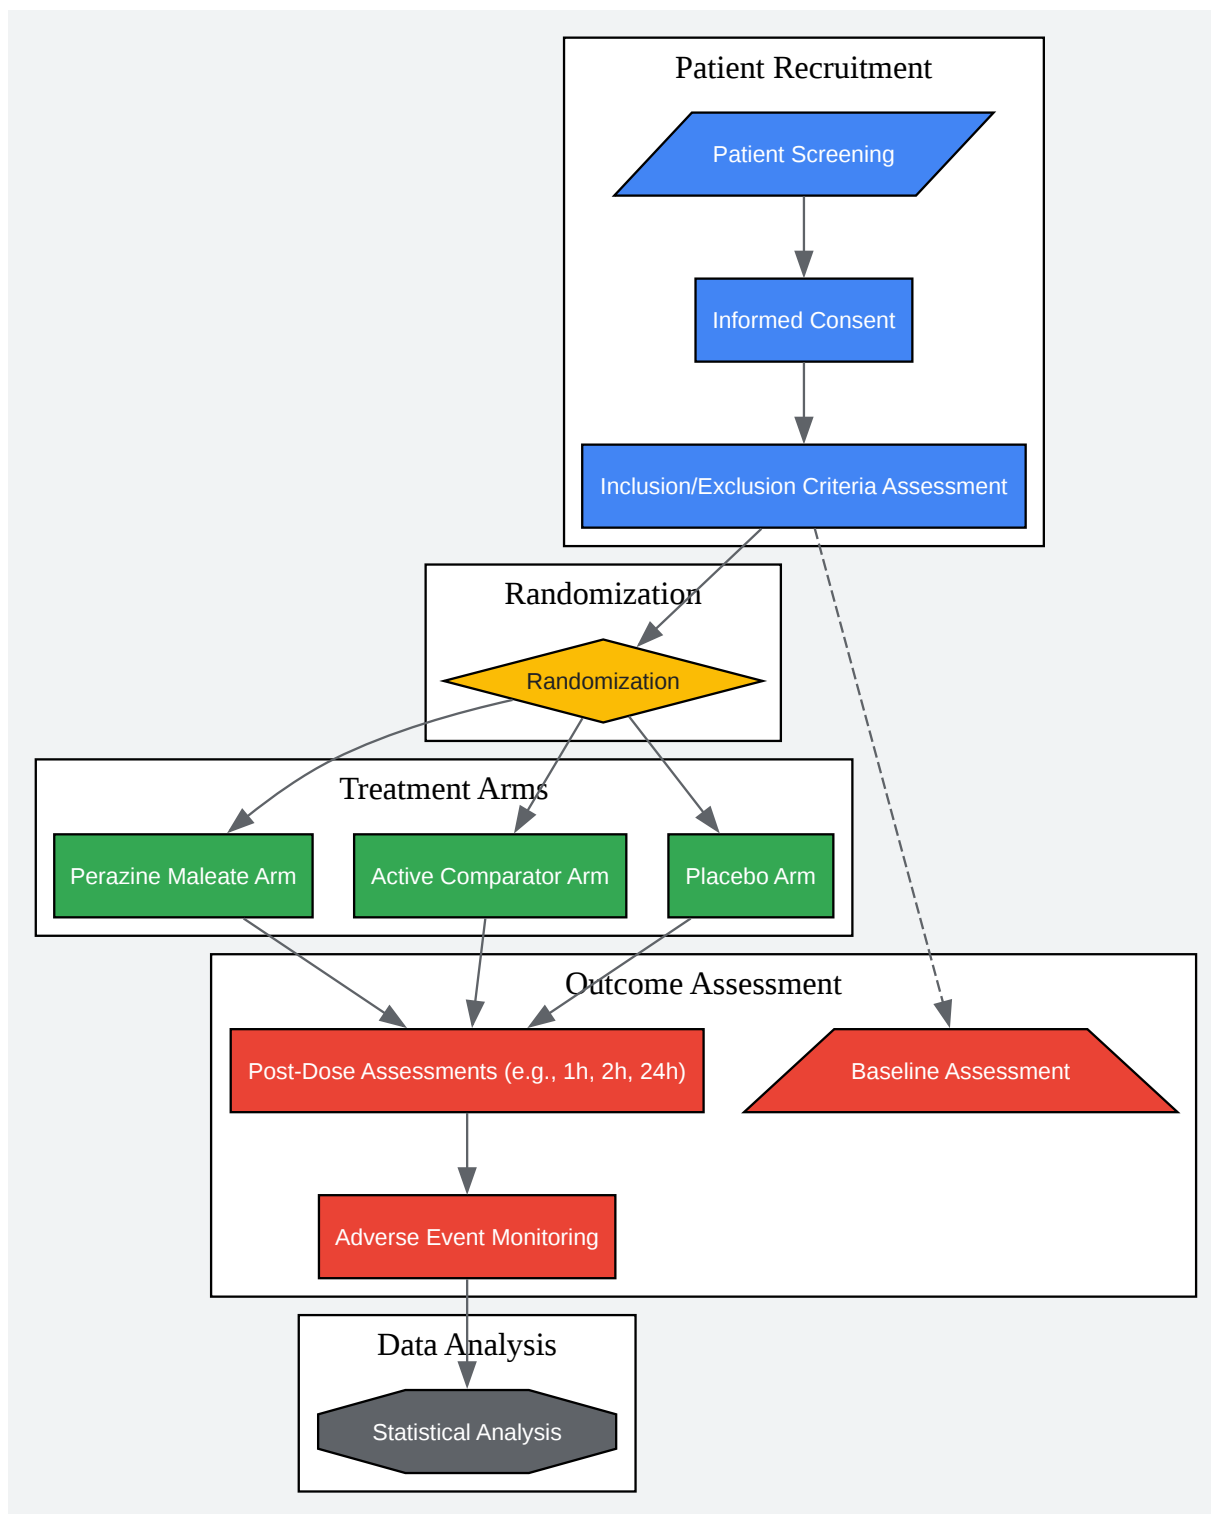 Patient Recruitment
Patient Screening
Informed Consent
Inclusion/Exclusion Criteria Assessment
Randomization
Randomization
Treatment Arms
Perazine Maleate Arm
Active Comparator Arm
Placebo Arm
Outcome Assessment
Post-Dose Assessments (e.g., 1h, 2h, 24h)
Baseline Assessment
Adverse Event Monitoring
Data Analysis
Statistical Analysis